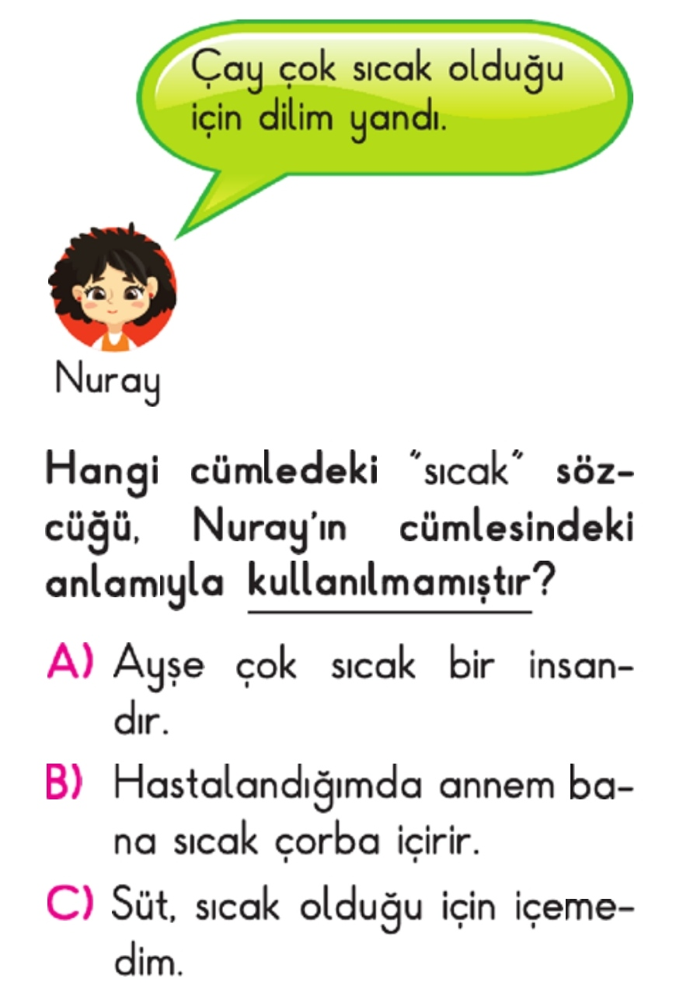 Çay çok sıcak olduğu
için dilim yandı.
Nuray
Hangi cümledeki "sıcak" söz-
cüğü, Nuray'ın cümlesindeki
anlamıyla kullanılmamıştır?
A) Ayşe çok sıcak bir insan-
dır.
B) Hastalandığımda annem ba-
na sıcak çorba içirir.
C) Süt, sıcak olduğu için içeme-
dim.